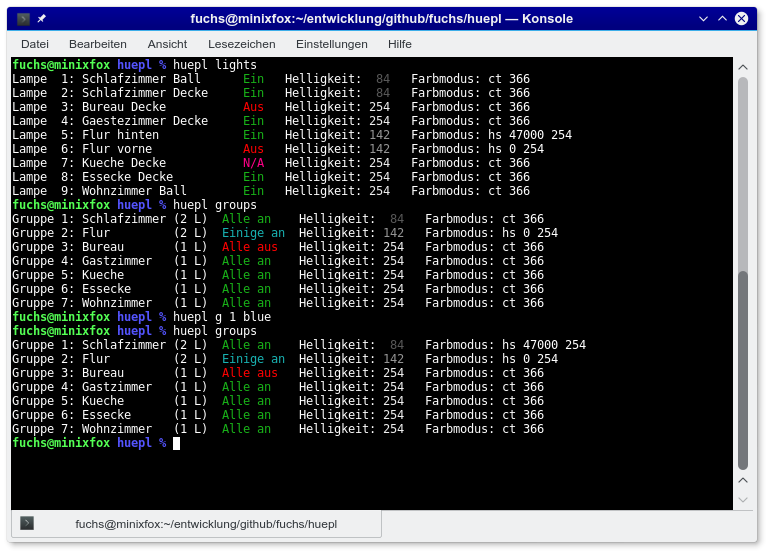 fuchs@minixfox:~/entwicklung/github/fuchs/huepl — Konsole
Datei Bearbeiten Ansicht Lesezeichen Einstellungen Hilfe
fuchs@minixfox huepl % huepl lights
Lampe  1: Schlafzimmer Ball      Ein   Helligkeit:  84   Farbmodus: ct 366
Lampe  2: Schlafzimmer Decke     Ein   Helligkeit:  84   Farbmodus: ct 366
Lampe  3: Bureau Decke           Aus   Helligkeit: 254   Farbmodus: ct 366
Lampe  4: Gaestezimmer Decke     Ein   Helligkeit: 254   Farbmodus: ct 366
Lampe  5: Flur hinten            Ein   Helligkeit: 142   Farbmodus: hs 47000 254
Lampe  6: Flur vorne             Aus   Helligkeit: 142   Farbmodus: hs 0 254
Lampe  7: Kueche Decke           N/A   Helligkeit: 254   Farbmodus: ct 366
Lampe  8: Essecke Decke          Ein   Helligkeit: 254   Farbmodus: ct 366
Lampe  9: Wohnzimmer Ball        Ein   Helligkeit: 254   Farbmodus: ct 366
fuchs@minixfox huepl % huepl groups
Gruppe 1: Schlafzimmer (2 L)  Alle an    Helligkeit:  84   Farbmodus: ct 366
Gruppe 2: Flur         (2 L)  Einige an  Helligkeit: 142   Farbmodus: hs 0 254
Gruppe 3: Bureau       (1 L)  Alle aus   Helligkeit: 254   Farbmodus: ct 366
Gruppe 4: Gastzimmer   (1 L)  Alle an    Helligkeit: 254   Farbmodus: ct 366
Gruppe 5: Kueche       (1 L)  Alle an    Helligkeit: 254   Farbmodus: ct 366
Gruppe 6: Essecke      (1 L)  Alle an    Helligkeit: 254   Farbmodus: ct 366
Gruppe 7: Wohnzimmer   (1 L)  Alle an    Helligkeit: 254   Farbmodus: ct 366
fuchs@minixfox huepl % huepl g 1 blue
fuchs@minixfox huepl % huepl groups
Gruppe 1: Schlafzimmer (2 L)  Alle an    Helligkeit:  84   Farbmodus: hs 47000 254
Gruppe 2: Flur         (2 L)  Einige an  Helligkeit: 142   Farbmodus: hs 0 254
Gruppe 3: Bureau       (1 L)  Alle aus   Helligkeit: 254   Farbmodus: ct 366
Gruppe 4: Gastzimmer   (1 L)  Alle an    Helligkeit: 254   Farbmodus: ct 366
Gruppe 5: Kueche       (1 L)  Alle an    Helligkeit: 254   Farbmodus: ct 366
Gruppe 6: Essecke      (1 L)  Alle an    Helligkeit: 254   Farbmodus: ct 366
Gruppe 7: Wohnzimmer   (1 L)  Alle an    Helligkeit: 254   Farbmodus: ct 366
fuchs@minixfox huepl %
fuchs@minixfox:~/entwicklung/github/fuchs/huepl